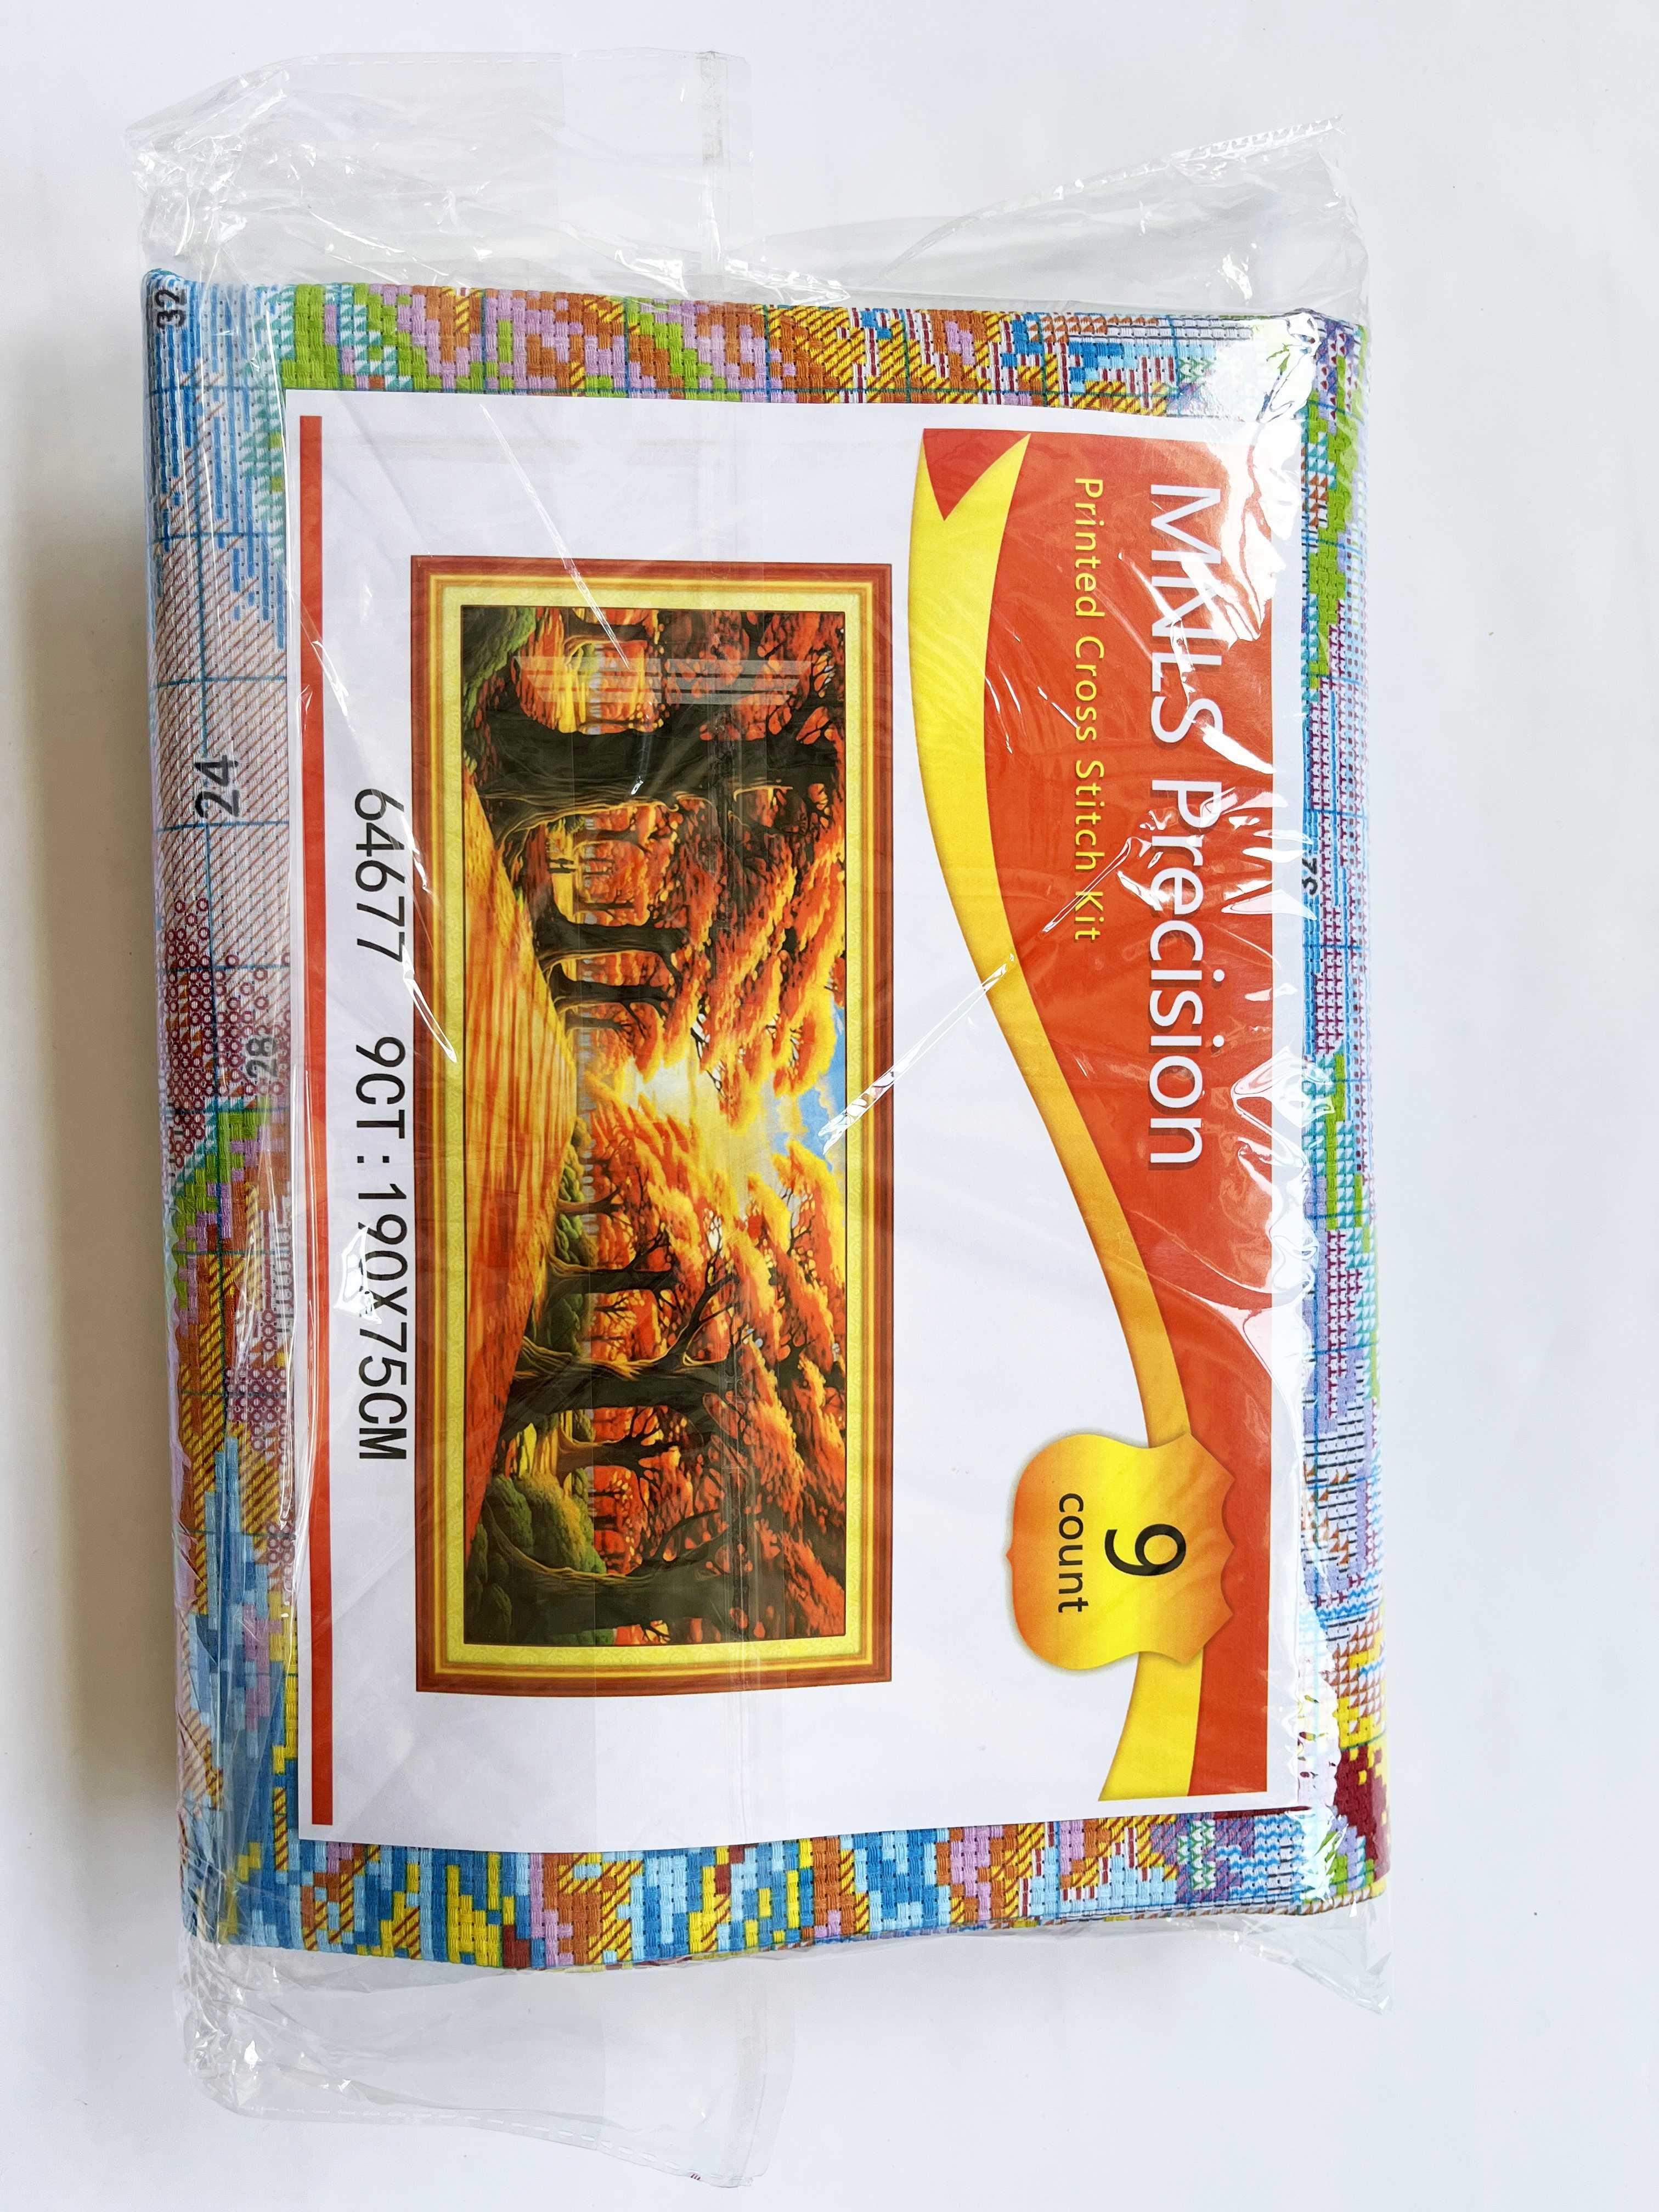 MKLS Precision
Printed Cross Stitch Kit
9
count
64677 9CT:190X75CM
32
24
28
32